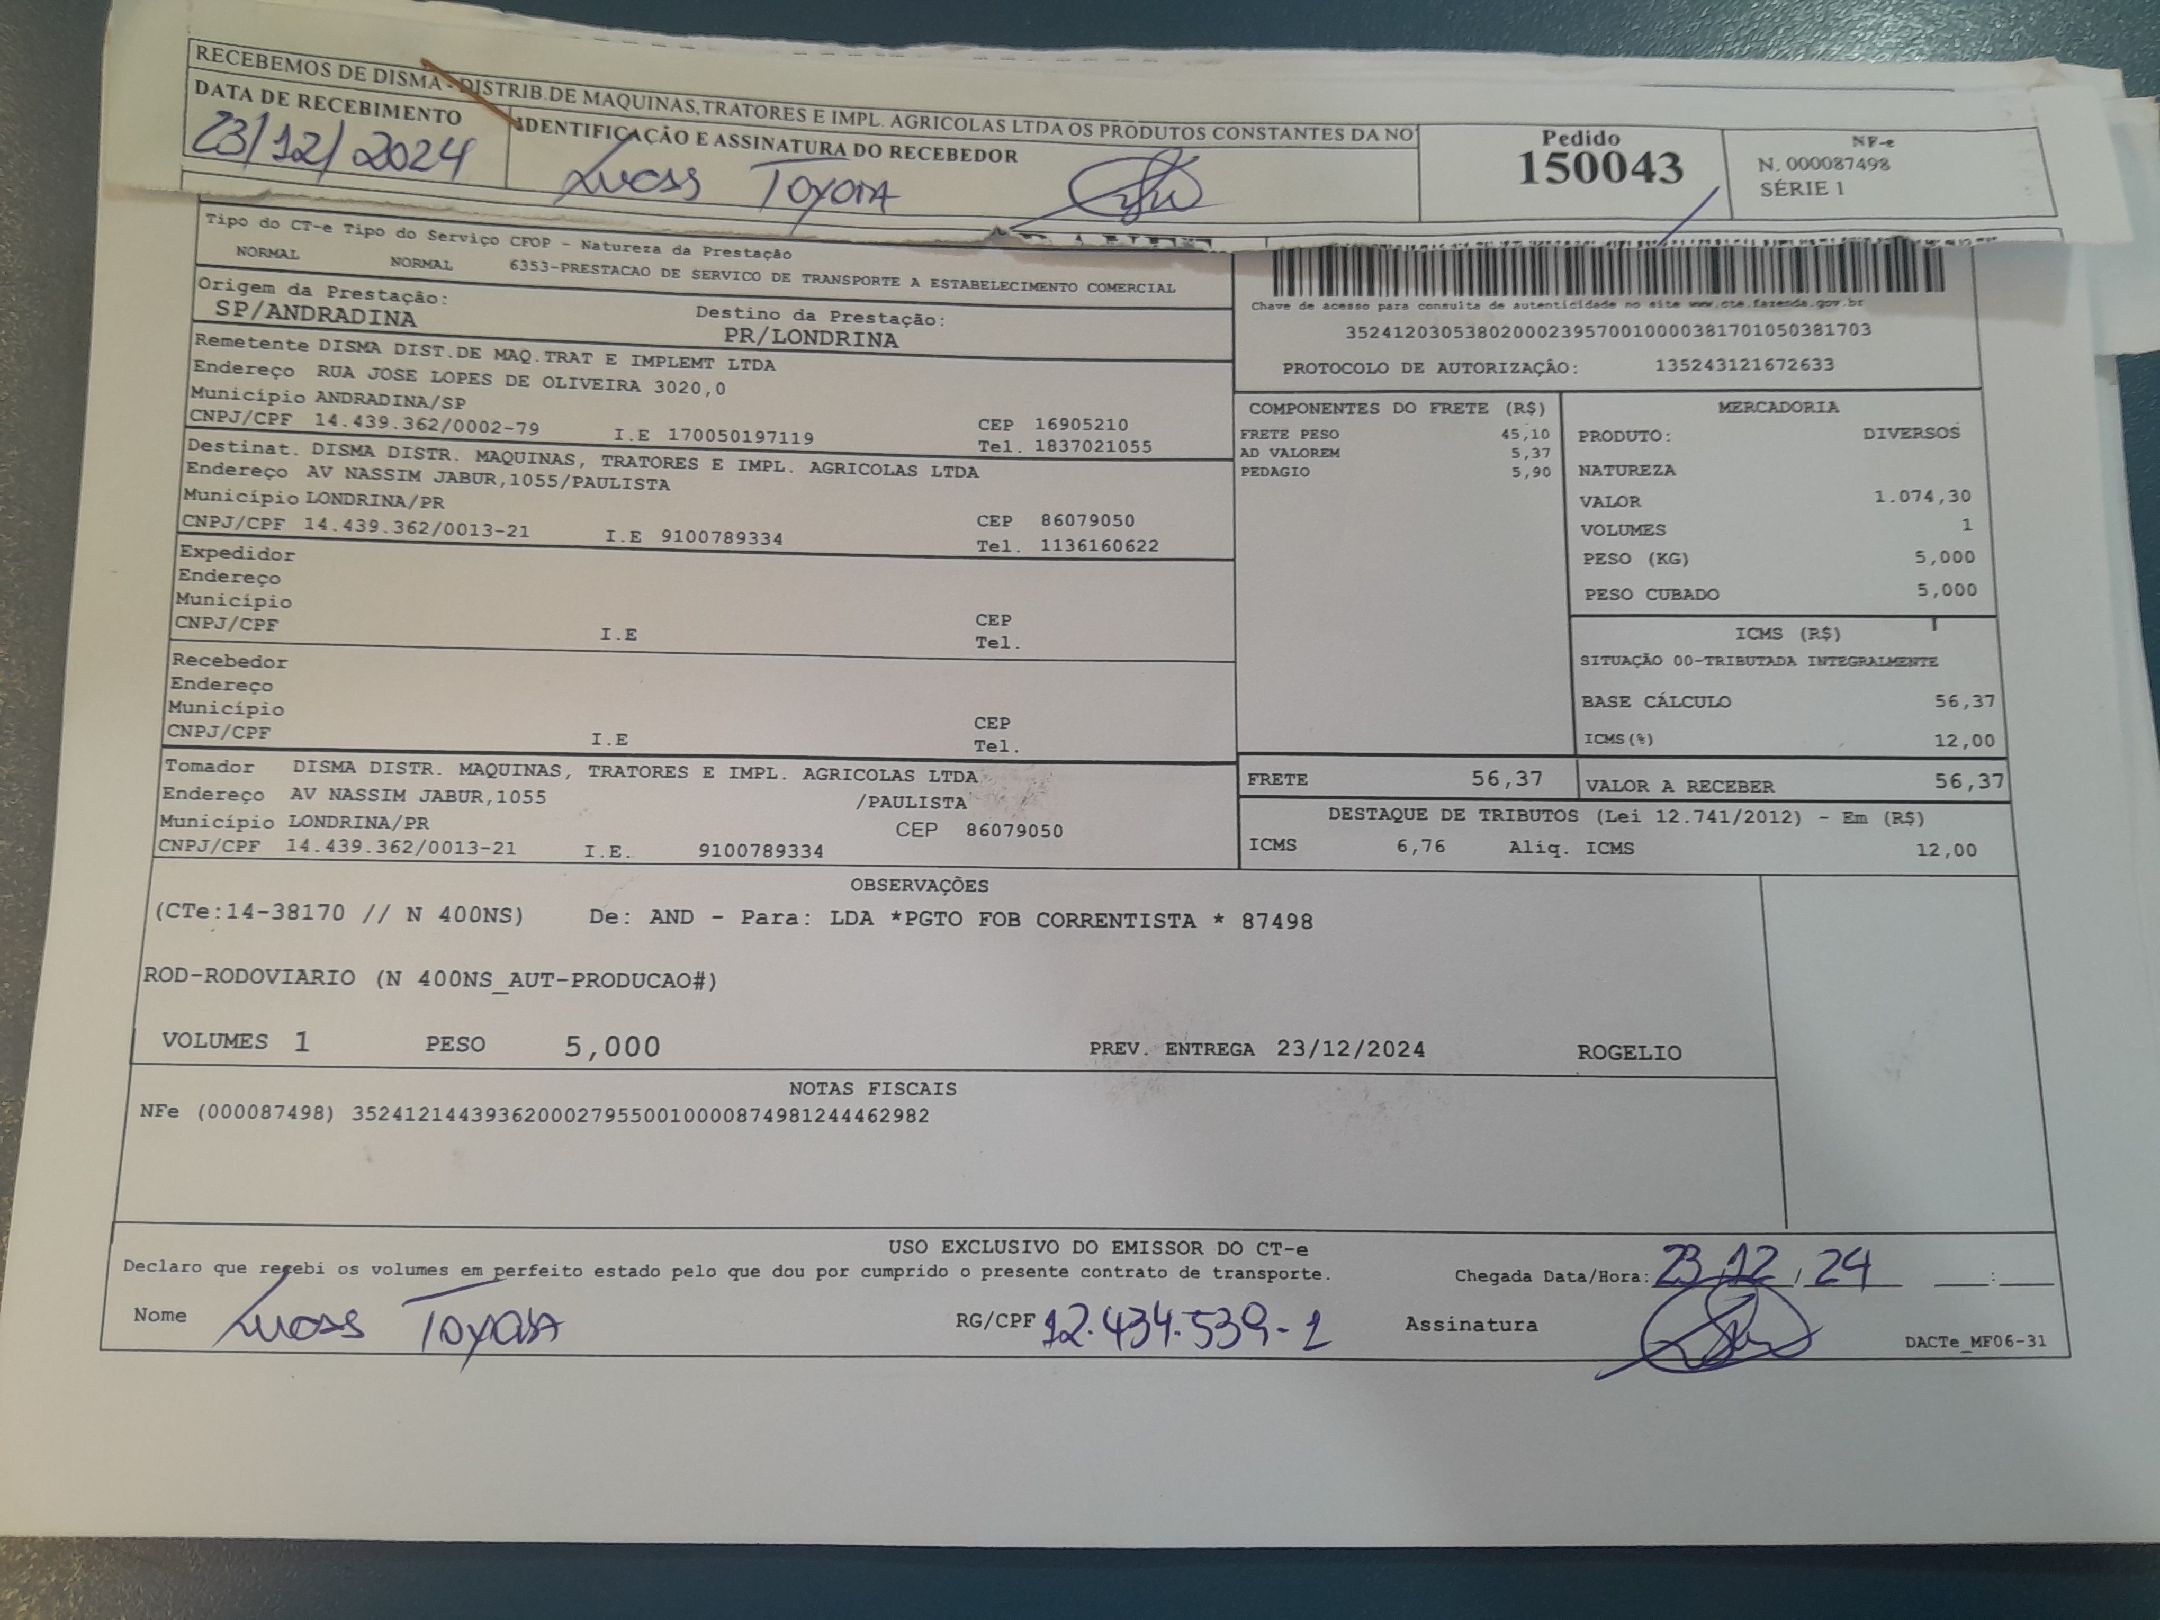 RECEBEMOS DE DISMA - DISTRIB.DE MAQUINAS,TRATORES E IMPL. AGRICOLAS LTDA OS PRODUTOS CONSTANTES DA NO
DATA DE RECEBIMENTO
23/12/2024
IDENTIFICAÇÃO E ASSINATURA DO RECEBEDOR
Lucas Toyota
Pedido
150043
NF-e
N. 000087498
SÉRIE 1
Tipo do CT-e Tipo do Serviço CFOP - Natureza da Prestação
NORMAL NORMAL 6353-PRESTACAO DE SERVICO DE TRANSPORTE A ESTABELECIMENTO COMERCIAL
Origem da Prestação: Destino da Prestação:
SP/ANDRADINA PR/LONDRINA
Remetente DISMA DIST.DE MAQ.TRAT E IMPLEMT LTDA
Endereço RUA JOSE LOPES DE OLIVEIRA 3020,0
Município ANDRADINA/SP CEP 16905210
CNPJ/CPF 14.439.362/0002-79 I.E 170050197119 Tel. 1837021055
Destinat. DISMA DISTR. MAQUINAS, TRATORES E IMPL. AGRICOLAS LTDA
Endereço AV NASSIM JABUR,1055/PAULISTA
Município LONDRINA/PR CEP 86079050
CNPJ/CPF 14.439.362/0013-21 I.E 9100789334 Tel. 1136160622
Expedidor
Endereço
Município CEP
CNPJ/CPF I.E Tel.
Recebedor
Endereço
Município CEP
CNPJ/CPF I.E Tel.
Tomador DISMA DISTR. MAQUINAS, TRATORES E IMPL. AGRICOLAS LTDA
Endereço AV NASSIM JABUR,1055 /PAULISTA
Município LONDRINA/PR CEP 86079050
CNPJ/CPF 14.439.362/0013-21 I.E. 9100789334
Chave de acesso para consulta de autenticidade no site www.cte.fazenda.gov.br
35241203053802000239570010000381701050381703
PROTOCOLO DE AUTORIZAÇÃO: 135243121672633
COMPONENTES DO FRETE (R$)
FRETE PESO 45,10
AD VALOREM 5,37
PEDAGIO 5,90
MERCADORIA
PRODUTO: DIVERSOS
NATUREZA
VALOR 1.074,30
VOLUMES 1
PESO (KG) 5,000
PESO CUBADO 5,000
ICMS (R$)
SITUAÇÃO 00-TRIBUTADA INTEGRALMENTE
BASE CÁLCULO 56,37
ICMS(%) 12,00
FRETE 56,37 VALOR A RECEBER 56,37
DESTAQUE DE TRIBUTOS (Lei 12.741/2012) - Em (R$)
ICMS 6,76 Aliq. ICMS 12,00
OBSERVAÇÕES
(CTe:14-38170 // N 400NS) De: AND - Para: LDA *PGTO FOB CORRENTISTA * 87498
ROD-RODOVIARIO (N 400NS_AUT-PRODUCAO#)
VOLUMES 1 PESO 5,000 PREV. ENTREGA 23/12/2024 ROGELIO
NOTAS FISCAIS
NFe (000087498) 35241214439362000279550010000874981244462982
USO EXCLUSIVO DO EMISSOR DO CT-e
Declaro que recebi os volumes em perfeito estado pelo que dou por cumprido o presente contrato de transporte. Chegada Data/Hora: 23/12/24 __:__
Nome Lucas Toyota RG/CPF 12.434.539-1 Assinatura
DACTe_MF06-31